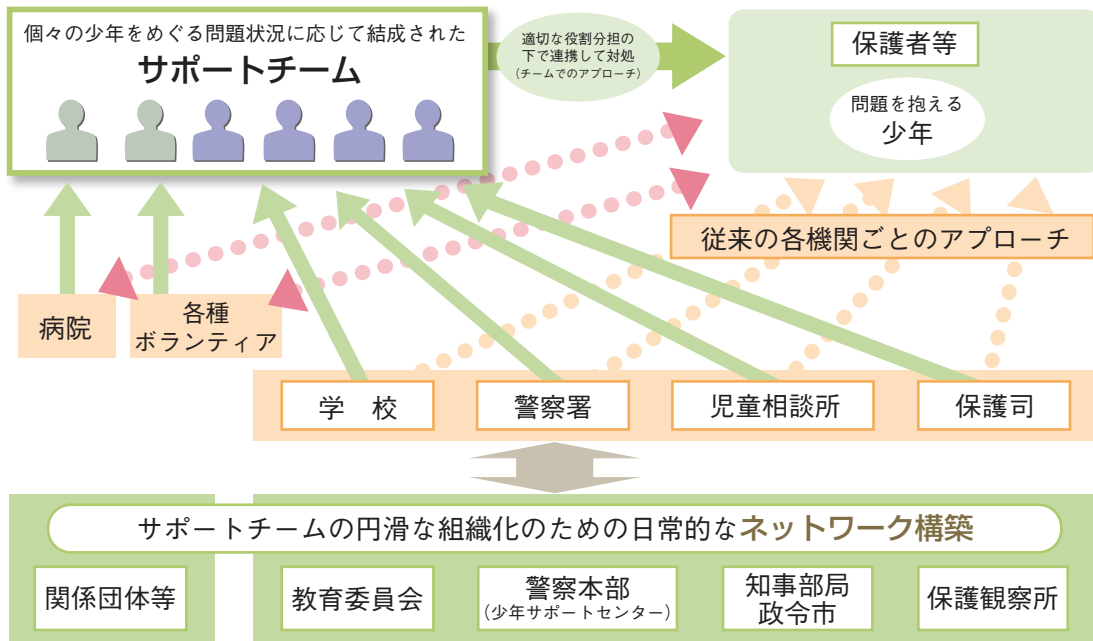 個々の少年をめぐる問題状況に応じて結成された
サポートチーム
適切な役割分担の
下で連携して対処
(チームでのアプローチ)
保護者等
問題を抱える
少年
従来の各機関ごとのアプローチ
病院
各種
ボランティア
学　校
警察署
児童相談所
保護司
サポートチームの円滑な組織化のための日常的なネットワーク構築
関係団体等
教育委員会
警察本部
(少年サポートセンター)
知事部局
政令市
保護観察所